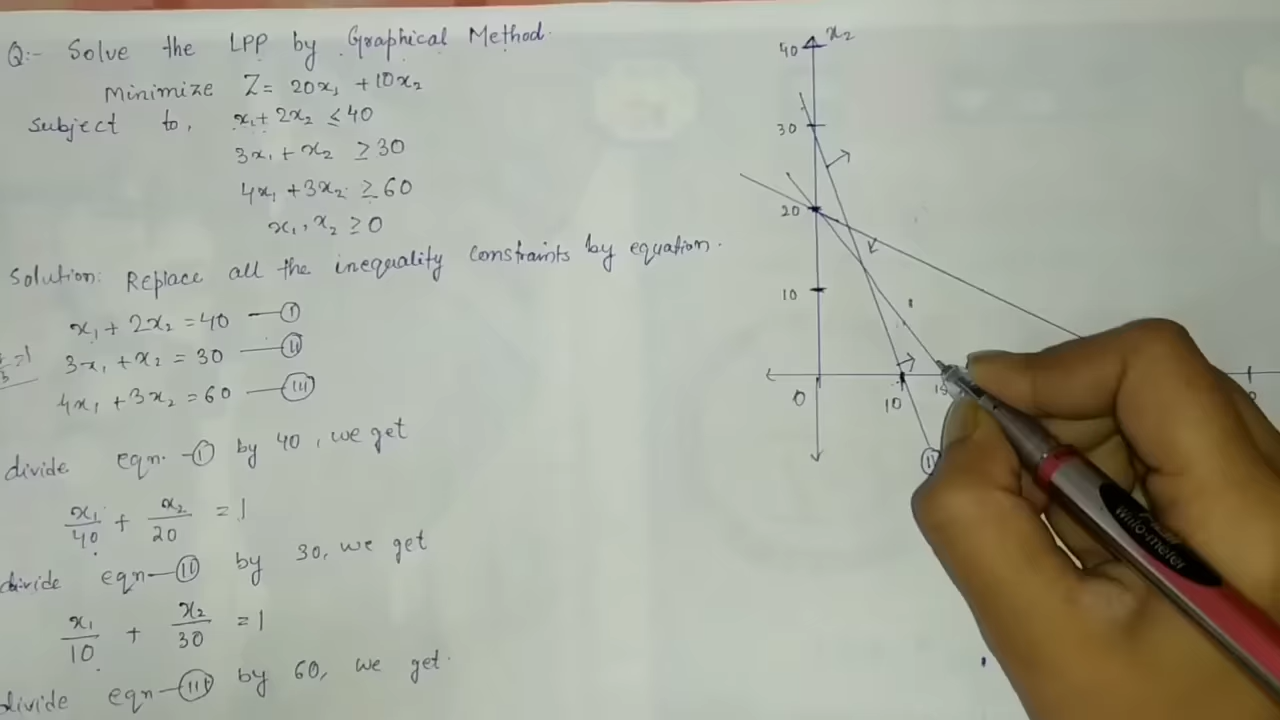 Q:- Solve the LPP by Graphical Method.
Minimize Z = 20x₁ + 10x₂
Subject to, x₁ + 2x₂ ≤ 40
3x₁ + x₂ ≥ 30
4x₁ + 3x₂ ≥ 60
x₁, x₂ ≥ 0
Solution: Replace all the inequality constraints by equation.
x₁ + 2x₂ = 40 — Ⓘ
3x₁ + x₂ = 30 — Ⓘⓘ
4x₁ + 3x₂ = 60 — (III)
divide eqn. - Ⓘ by 40, we get
x₁/40 + x₂/20 = 1
divide eqn — (II) by 30, we get
x₁/10 + x₂/30 = 1
divide eqn — (III) by 60, we get.
x₂
40
30
20
10
0
10
15
(II)
Willo-meter